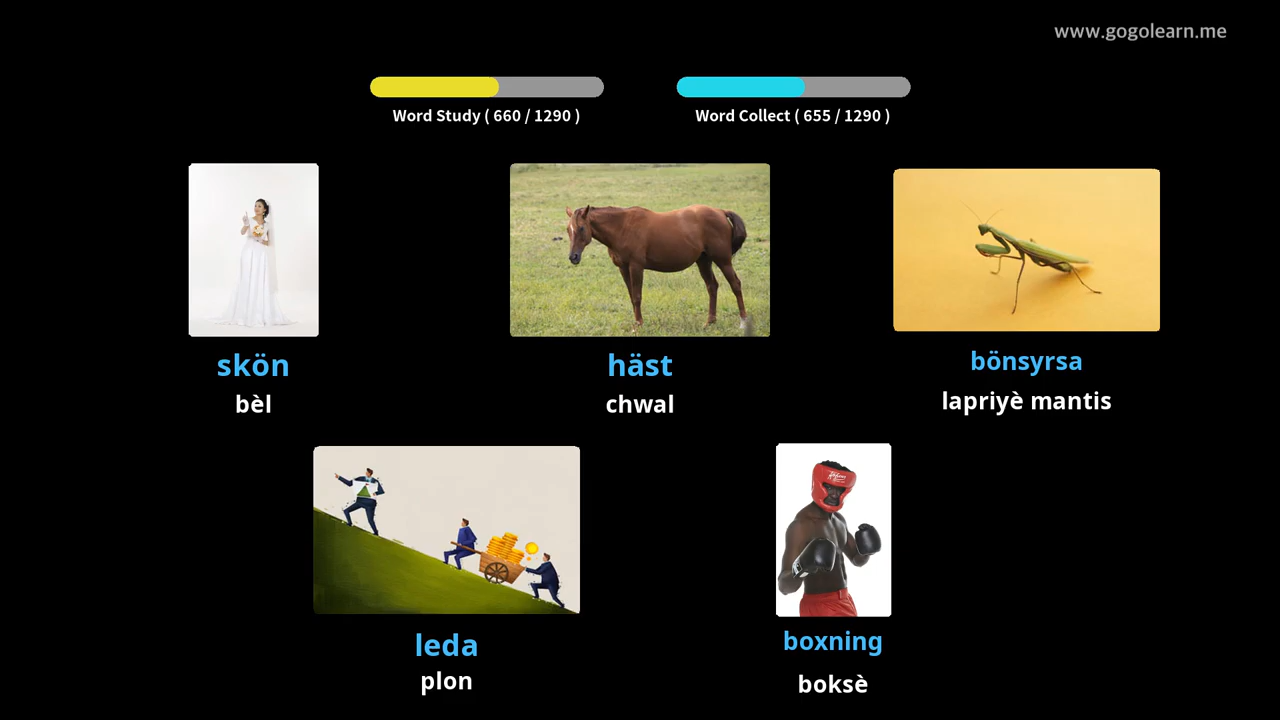 www.gogolearn.me
Word Study ( 660 / 1290 )
Word Collect ( 655 / 1290 )
skön
bèl
häst
chwal
bönsyrsa
lapriyè mantis
leda
plon
boxning
boksè